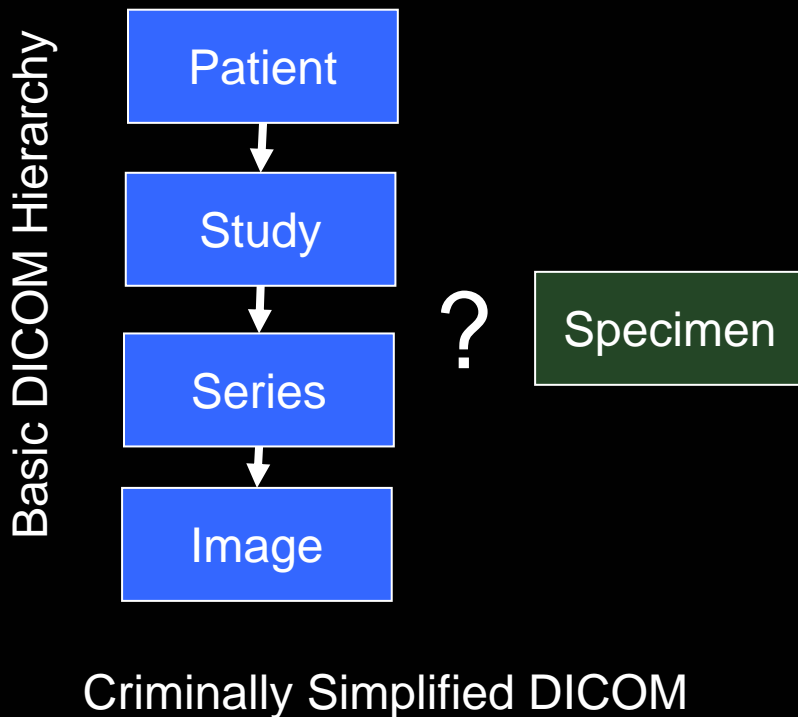 Basic DICOM Hierarchy
Patient
Study
Series
Image
?
Specimen
Criminally Simplified DICOM